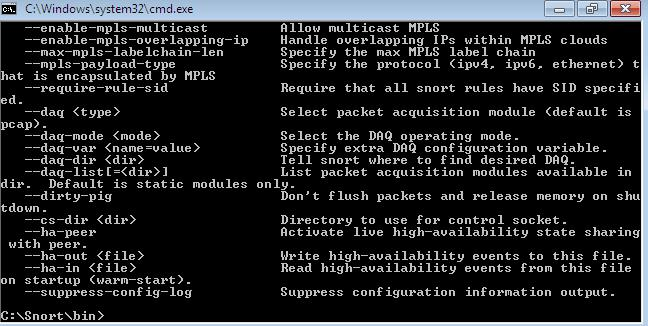 C:\Windows\system32\cmd.exe
--enable-mpls-multicast Allow multicast MPLS
--enable-mpls-overlapping-ip Handle overlapping IPs within MPLS clouds
--max-mpls-labelchain-len Specify the max MPLS label chain
--mpls-payload-type Specify the protocol (ipv4, ipv6, ethernet) t
hat is encapsulated by MPLS
--require-rule-sid Require that all snort rules have SID specifi
ed.
--daq <type> Select packet acquisition module (default is
pcap).
--daq-mode <mode> Select the DAQ operating mode.
--daq-var <name=value> Specify extra DAQ configuration variable.
--daq-dir <dir> Tell snort where to find desired DAQ.
--daq-list[=<dir>] List packet acquisition modules available in
dir. Default is static modules only.
--dirty-pig Don't flush packets and release memory on shu
tdown.
--cs-dir <dir> Directory to use for control socket.
--ha-peer Activate live high-availability state sharing
with peer.
--ha-out <file> Write high-availability events to this file.
--ha-in <file> Read high-availability events from this file
on startup (warm-start).
--suppress-config-log Suppress configuration information output.
C:\Snort\bin>